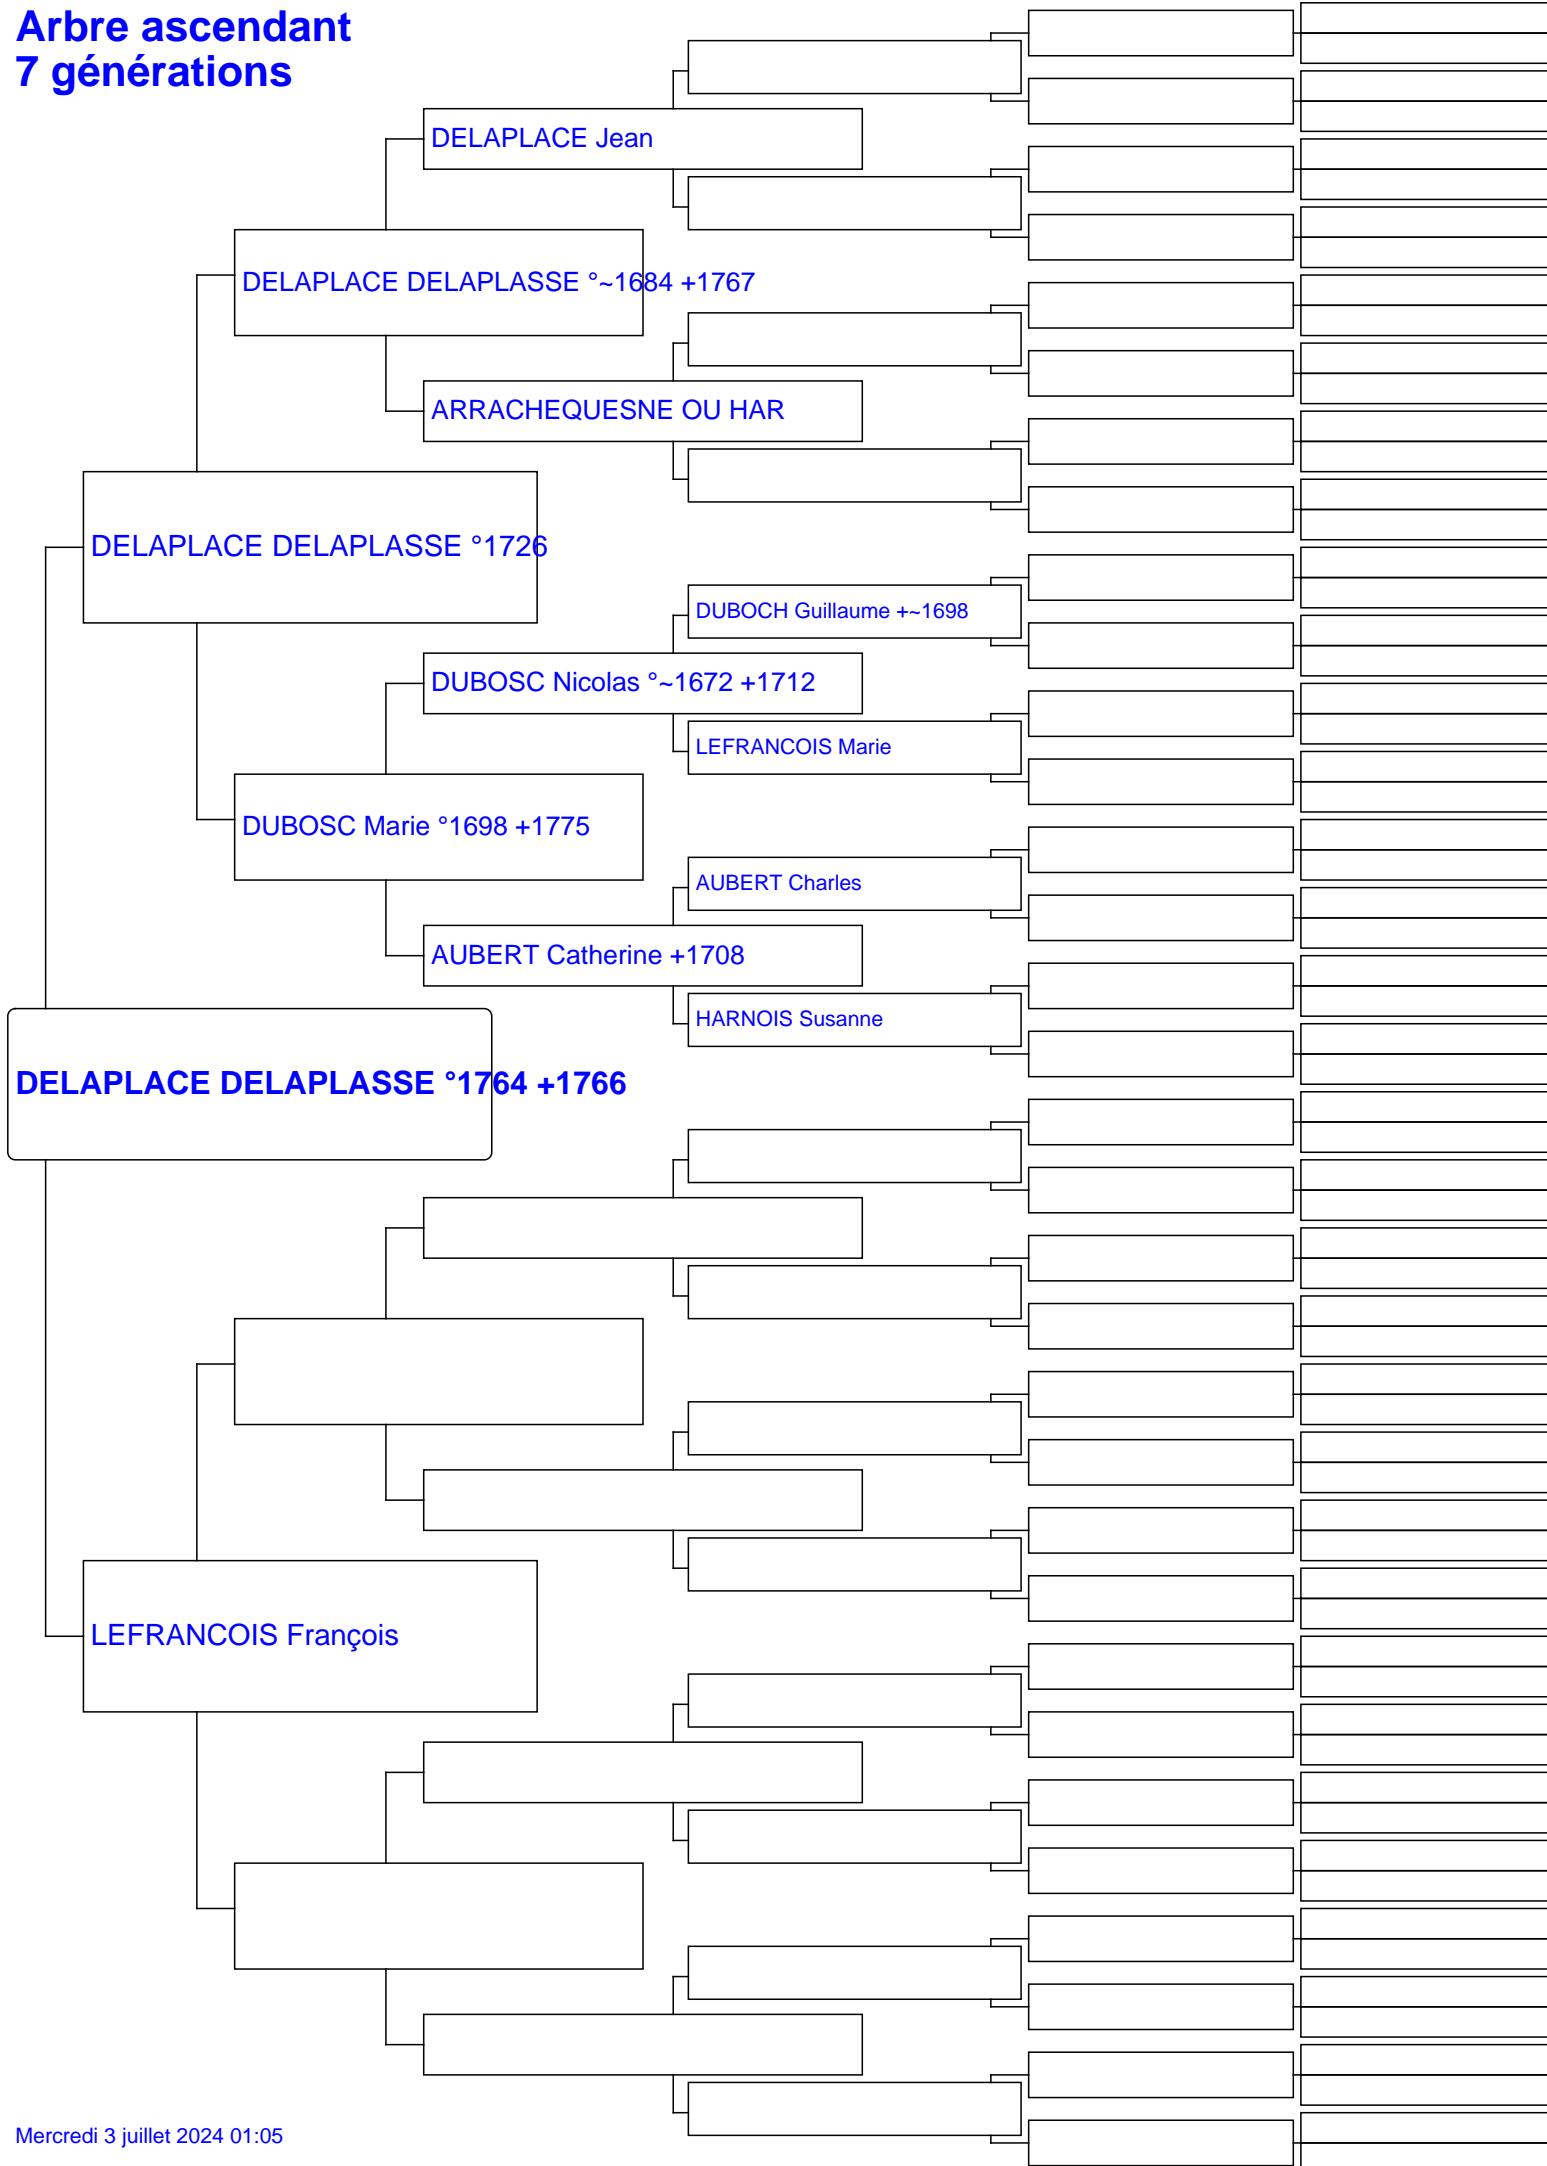 Arbre ascendant
7 générations
DELAPLACE Jean
DELAPLACE DELAPLASSE °~1684 +1767
ARRACHEQUESNE OU HAR
DELAPLACE DELAPLASSE °1726
DUBOCH Guillaume +~1698
DUBOSC Nicolas °~1672 +1712
LEFRANCOIS Marie
DUBOSC Marie °1698 +1775
AUBERT Charles
AUBERT Catherine +1708
HARNOIS Susanne
DELAPLACE DELAPLASSE °1764 +1766
LEFRANCOIS François
Mercredi 3 juillet 2024 01:05